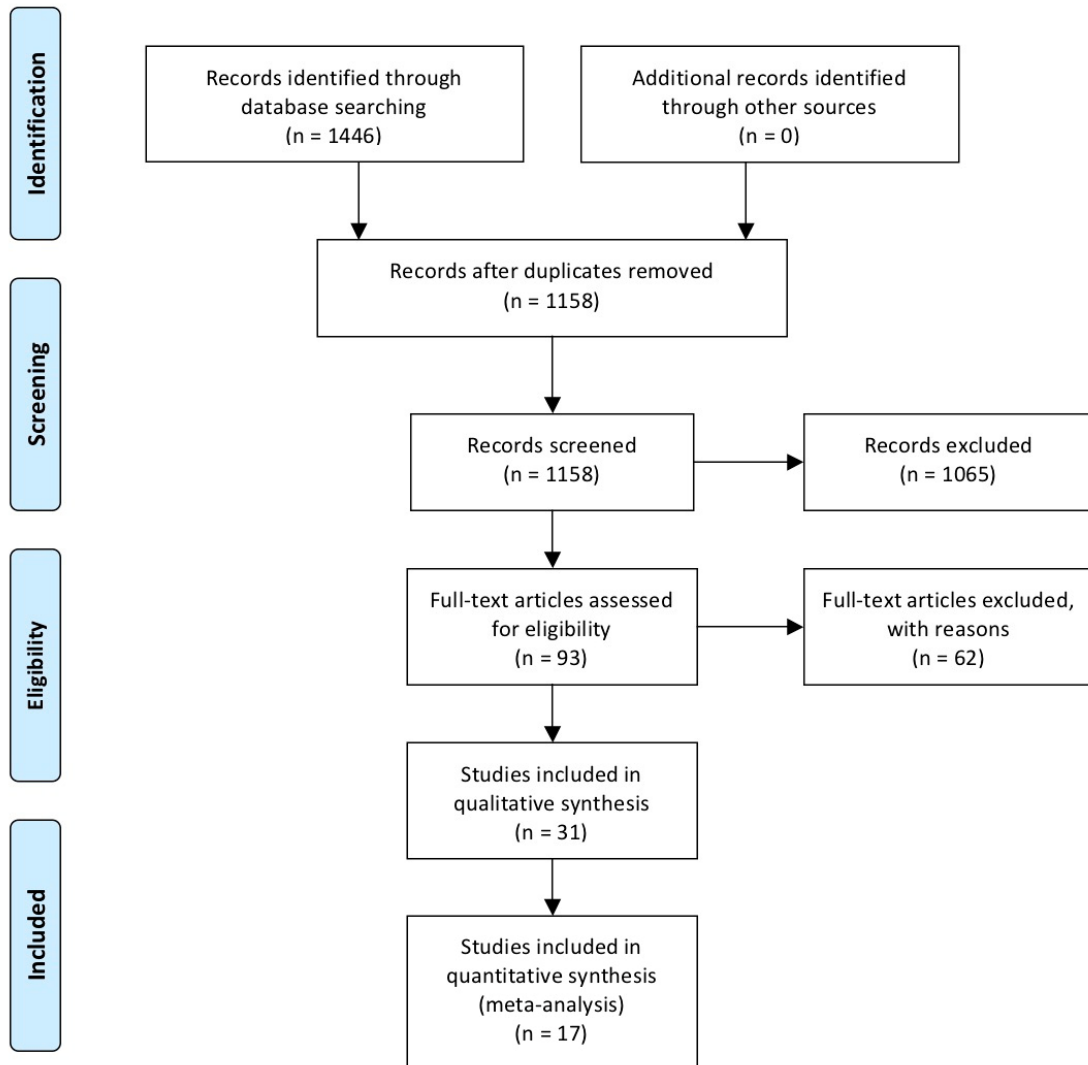 Identification
Records identified through
database searching
(n = 1446)
Additional records identified
through other sources
(n = 0)
Records after duplicates removed
(n = 1158)
Screening
Records screened
(n = 1158)
Records excluded
(n = 1065)
Eligibility
Full-text articles assessed
for eligibility
(n = 93)
Full-text articles excluded,
with reasons
(n = 62)
Studies included in
qualitative synthesis
(n = 31)
Included
Studies included in
quantitative synthesis
(meta-analysis)
(n = 17)